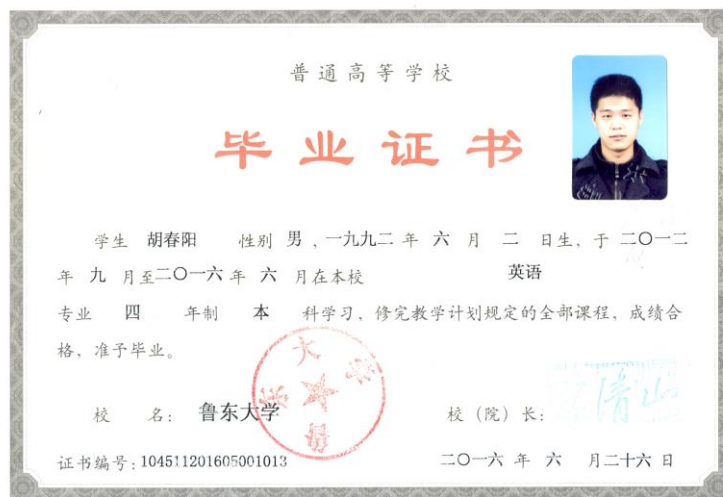 普通高等学校
毕业证书
学生 胡春阳 性别 男 , 一九九二 年 六 月 二 日生, 于 二〇一二
年 九 月至二〇一六 年 六 月在本校 英语
专业 四 年制 本 科学习, 修完教学计划规定的全部课程, 成绩合
格, 准予毕业。
校 名: 鲁东大学 校 (院) 长:
鲁东大学
证书编号: 104511201605001013 二〇一六 年 六 月二十六 日